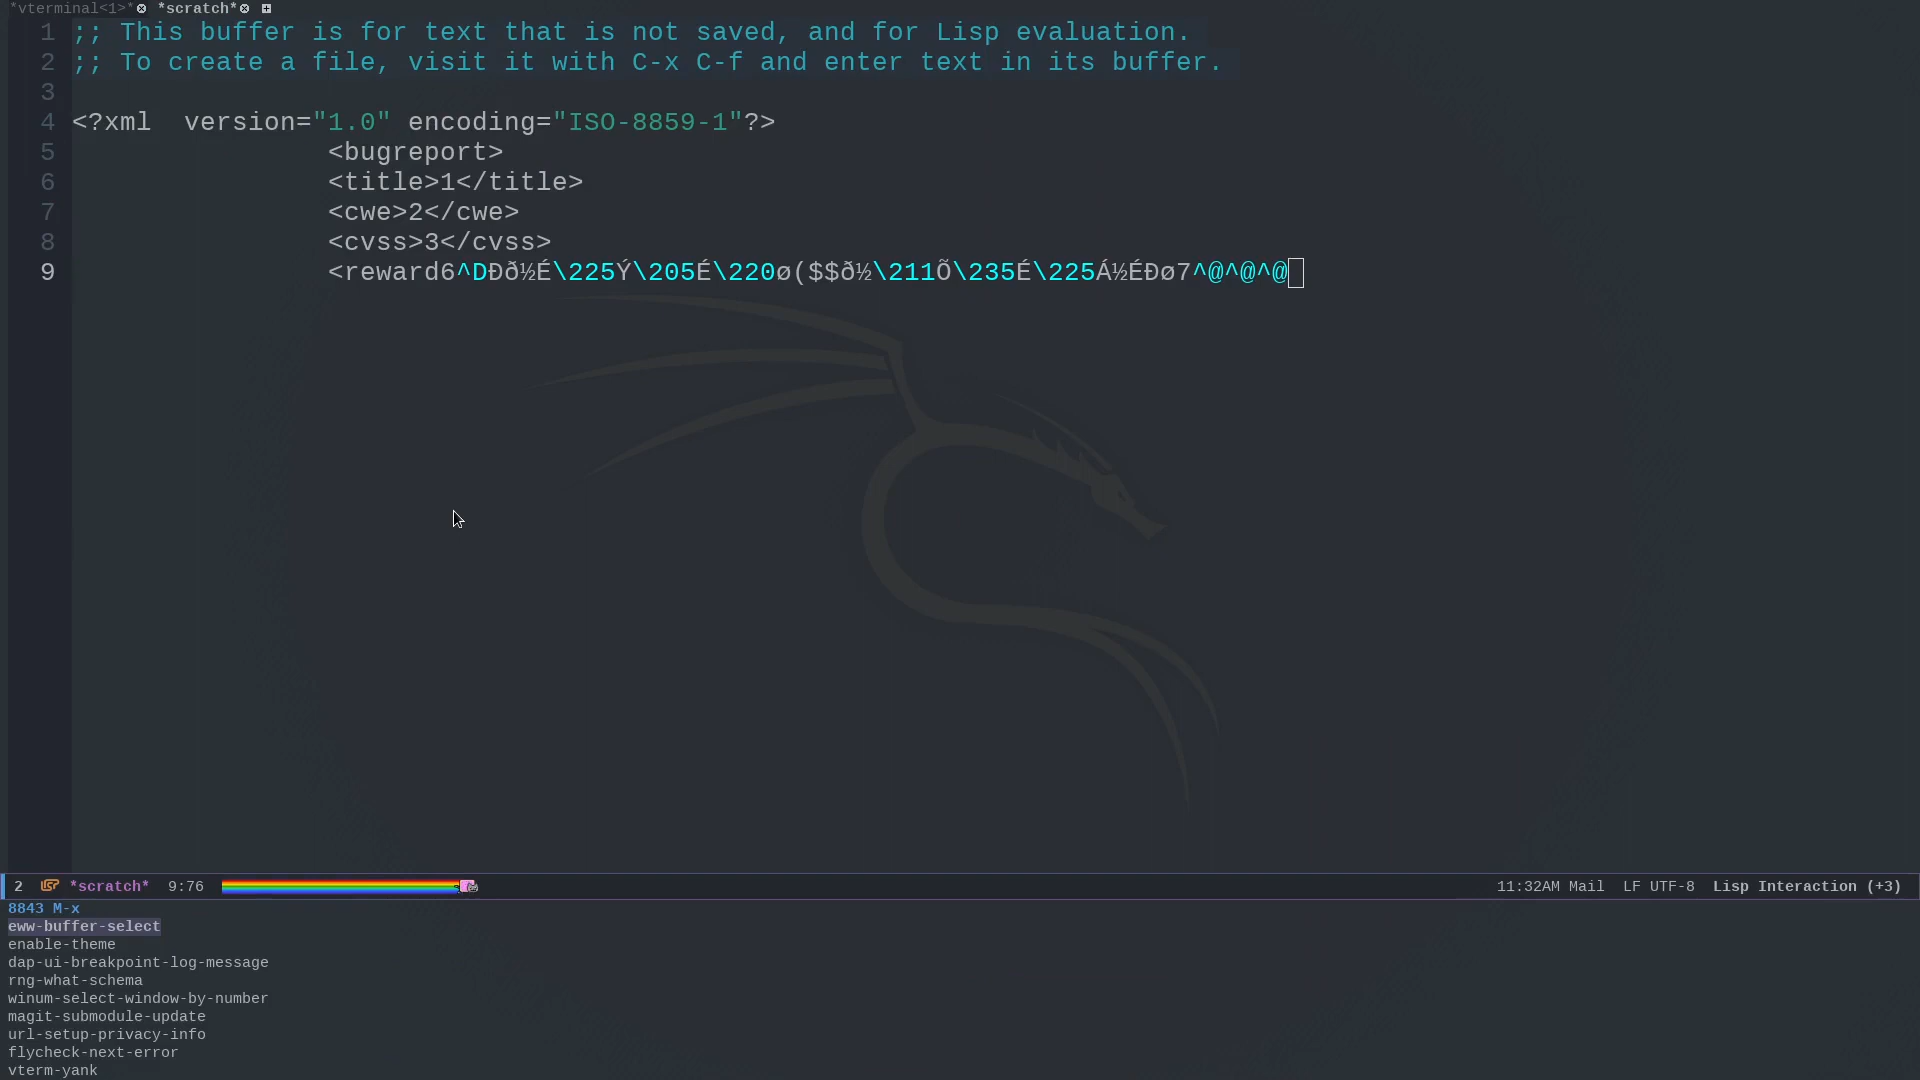 *vterminal<1>* *scratch*
1 ;; This buffer is for text that is not saved, and for Lisp evaluation.
2 ;; To create a file, visit it with C-x C-f and enter text in its buffer.
3
4 <?xml  version="1.0" encoding="ISO-8859-1"?>
5                 <bugreport>
6                 <title>1</title>
7                 <cwe>2</cwe>
8                 <cvss>3</cvss>
9                 <reward6^DÐð½É\225Ý\205É\220ø($$ð½\211Õ\235É\225Á½ÉÐø7^@^@^@
2 *scratch* 9:76 11:32AM Mail LF UTF-8 Lisp Interaction (+3)
8843 M-x
eww-buffer-select
enable-theme
dap-ui-breakpoint-log-message
rng-what-schema
winum-select-window-by-number
magit-submodule-update
url-setup-privacy-info
flycheck-next-error
vterm-yank